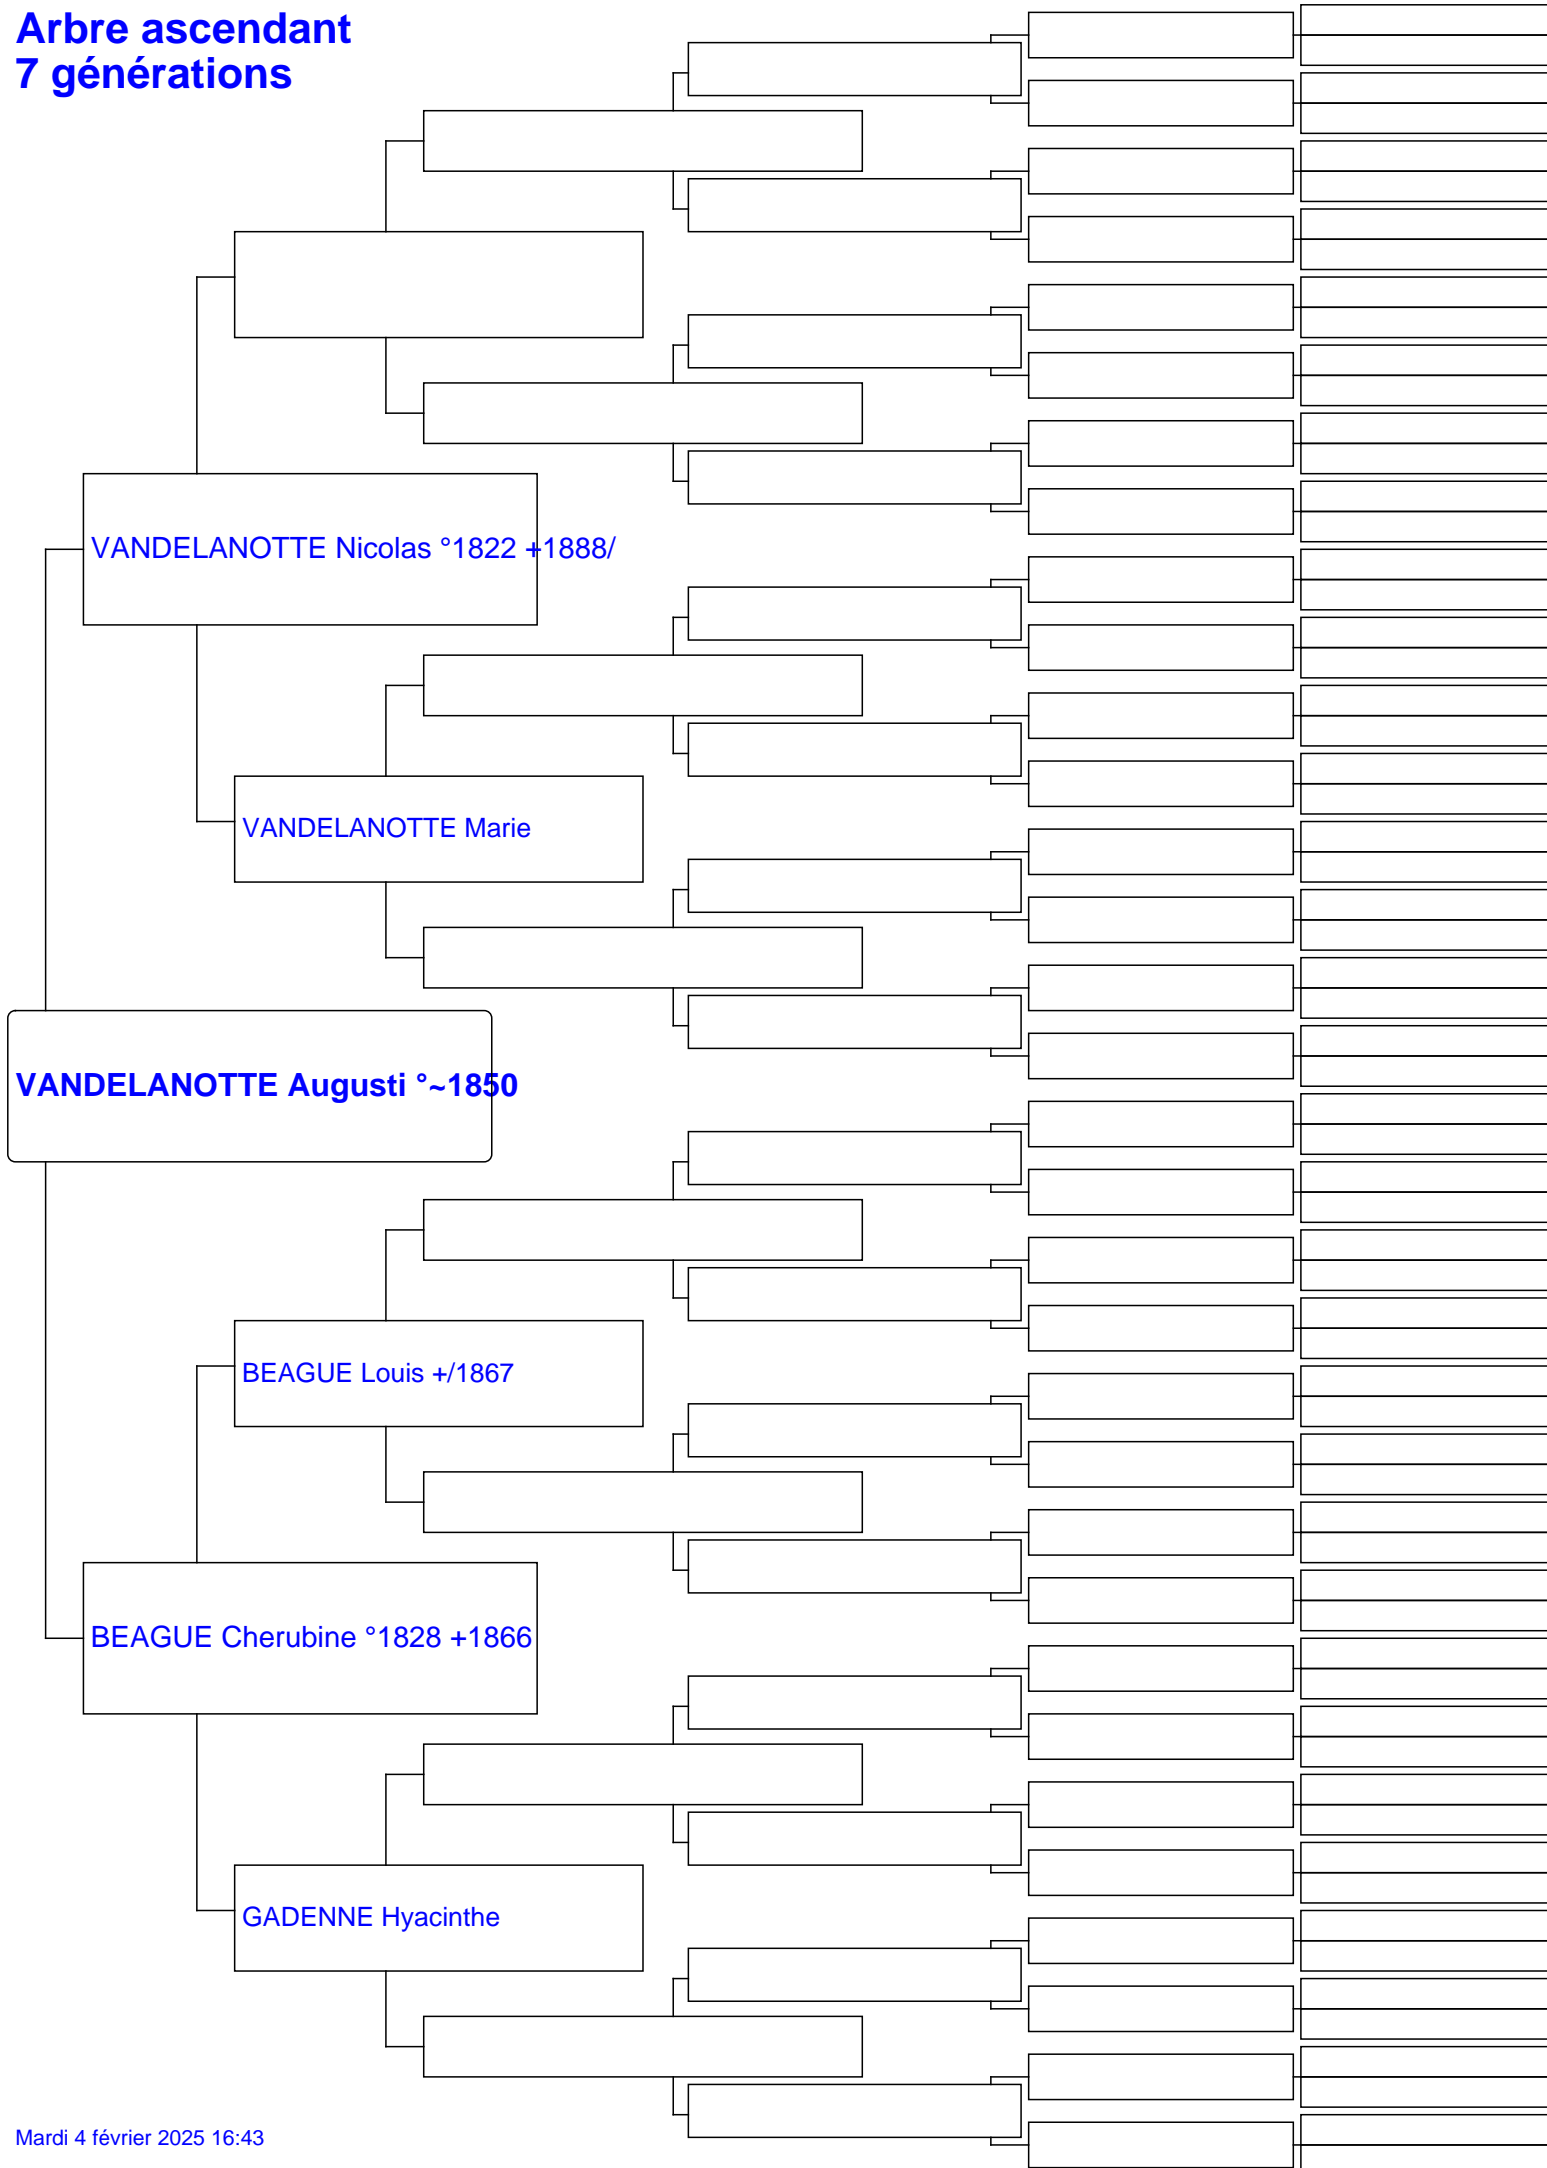 Arbre ascendant
7 générations
VANDELANOTTE Nicolas °1822 +1888/
VANDELANOTTE Marie
VANDELANOTTE Augusti °~1850
BEAGUE Louis +/1867
BEAGUE Cherubine °1828 +1866
GADENNE Hyacinthe
Mardi 4 février 2025 16:43